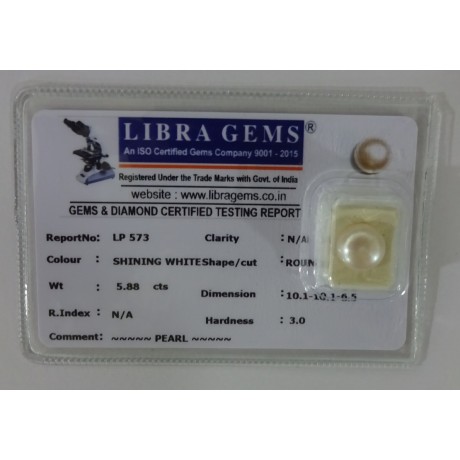 LIBRA GEMS ®
An ISO Certified Gems Company 9001 - 2015
Registered Under the Trade Marks with Govt. of India
website : www.libragems.co.in
GEMS & DIAMOND CERTIFIED TESTING REPORT
ReportNo: LP 573 Clarity : N/A
Colour : SHINING WHITE Shape/cut : ROUN
Wt : 5.88 cts Dimension : 10.1-10.1-6.5
R.Index : N/A Hardness : 3.0
Comment: ~~~~~ PEARL ~~~~~